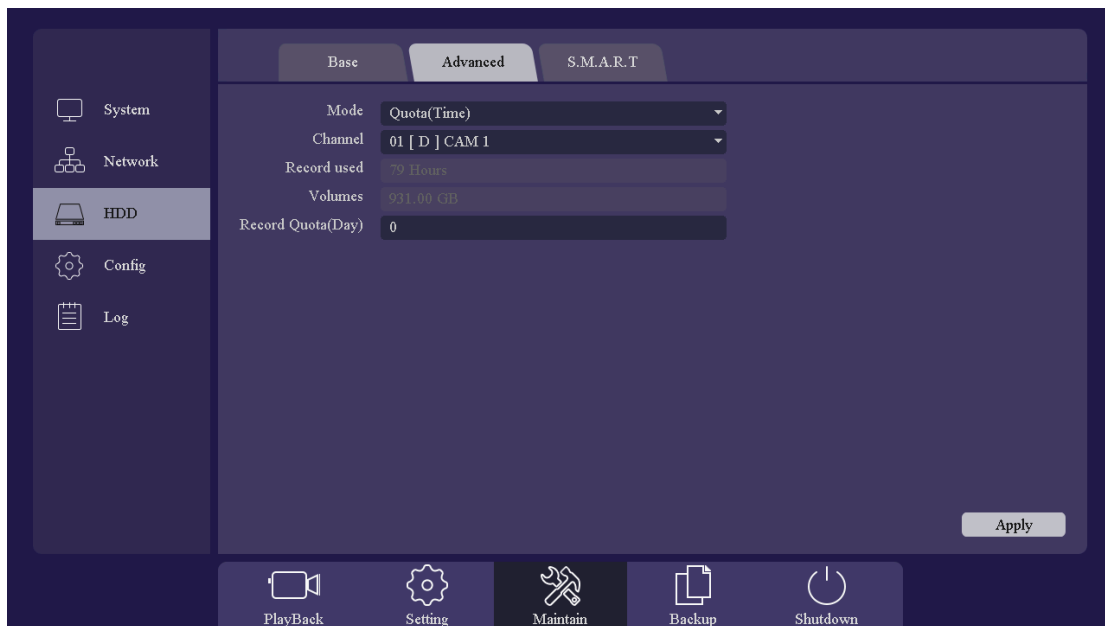 Base Advanced S.M.A.R.T
System
Network
HDD
Config
Log
Mode Quota(Time)
Channel 01 [ D ] CAM 1
Record used 79 Hours
Volumes 931.00 GB
Record Quota(Day) 0
Apply
PlayBack Setting Maintain Backup Shutdown